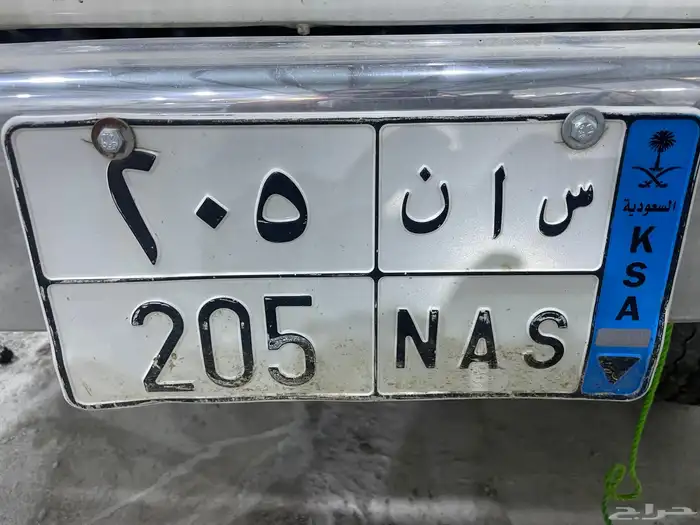 ٢٠٥ س ا ن
205 NAS
السعودية
K
S
A
حراج